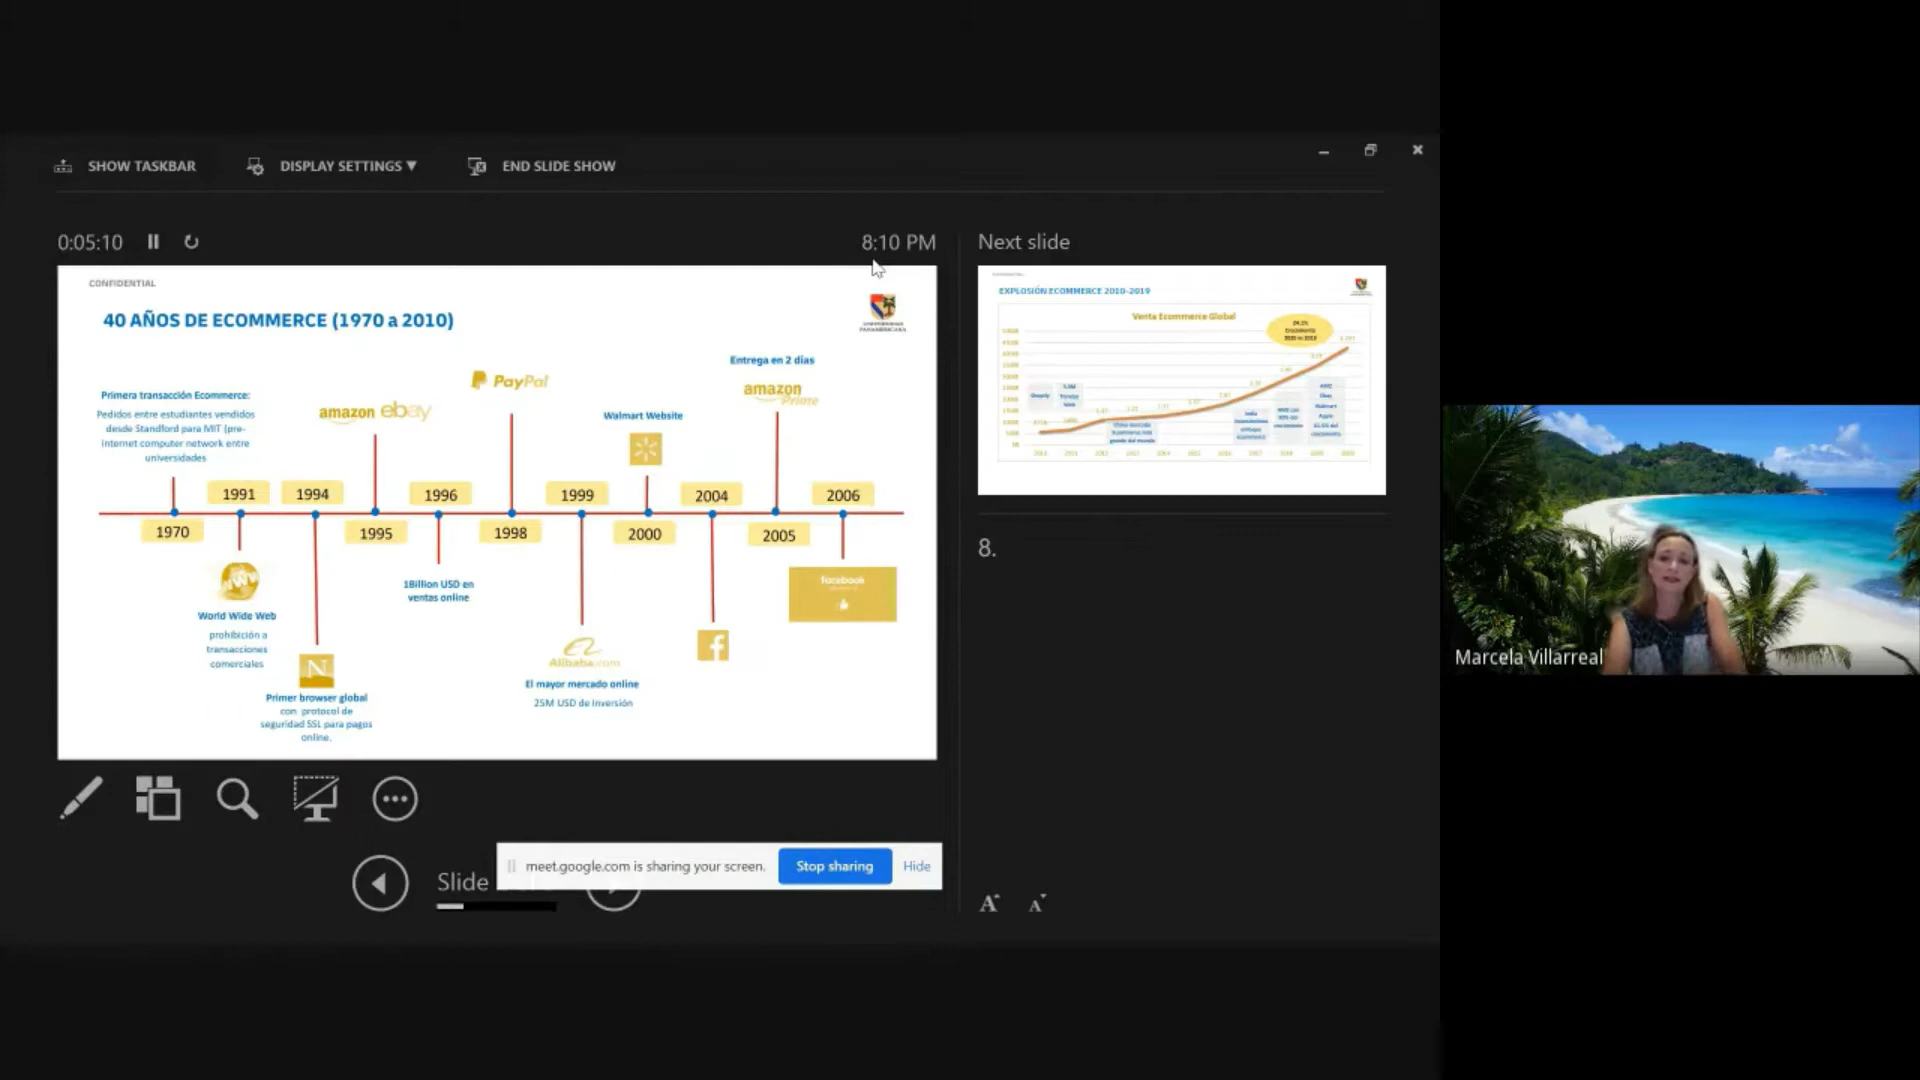 SHOW TASKBAR
DISPLAY SETTINGS ▼
END SLIDE SHOW
0:05:10
8:10 PM
Next slide
CONFIDENTIAL
40 AÑOS DE ECOMMERCE (1970 a 2010)
UNIVERSIDAD
PANAMERICANA
Primera transacción Ecommerce:
Pedidos entre estudiantes vendidos
desde Standford para MIT (pre-
internet computer network entre
universidades
amazon ebay
PayPal
Walmart Website
Entrega en 2 días
amazon
Prime
1991
1994
1996
1999
2004
2006
1970
1995
1998
2000
2005
WWW
World Wide Web
prohibición a
transacciones
comerciales
N
Primer browser global
con protocolo de
seguridad SSL para pagos
online.
1Billion USD en
ventas online
Alibaba.com
El mayor mercado online
25M USD de inversión
f
facebook
EXPLOSIÓN ECOMMERCE 2010-2019
Venta Ecommerce Global
8.
Marcela Villarreal
Slide
meet.google.com is sharing your screen.
Stop sharing
Hide
A
A